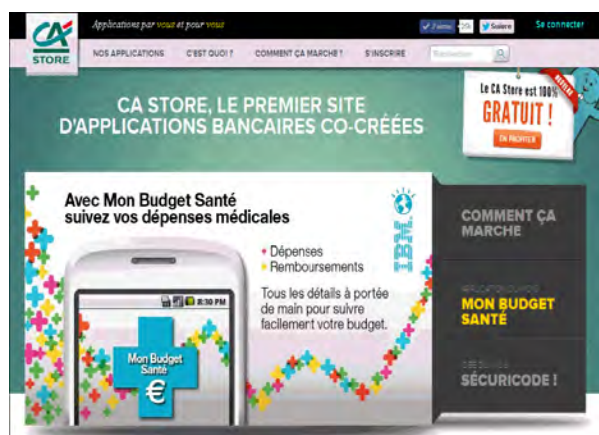 CA
STORE
Applications par vous et pour vous
J'aime
Suivre
Se connecter
NOS APPLICATIONS
C'EST QUOI ?
COMMENT ÇA MARCHE ?
S'INSCRIRE
CA STORE, LE PREMIER SITE
D'APPLICATIONS BANCAIRES CO-CRÉÉES
Le CA Store est 100%
GRATUIT !
EN PROFITER
Avec Mon Budget Santé
suivez vos dépenses médicales
IBM
Dépenses
Remboursements
Tous les détails à portée
de main pour suivre
facilement votre budget.
8:30 PM
Mon Budget
Santé
€
COMMENT ÇA
MARCHE
MON BUDGET
SANTÉ
SÉCURICODE !